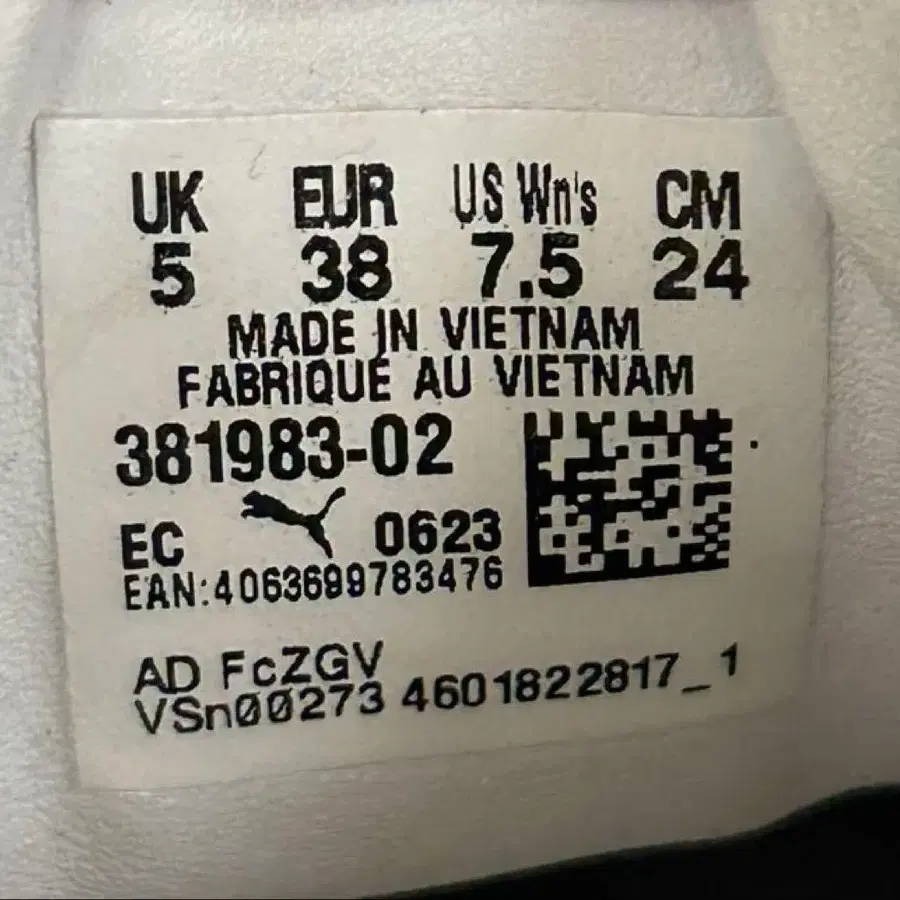 UK EUR US Wn's CM
5 38 7.5 24
MADE IN VIETNAM
FABRIQUÉ AU VIETNAM
381983-02
EC 0623
EAN:4063699783476
AD FcZGV
VSn00273 4601822817_1